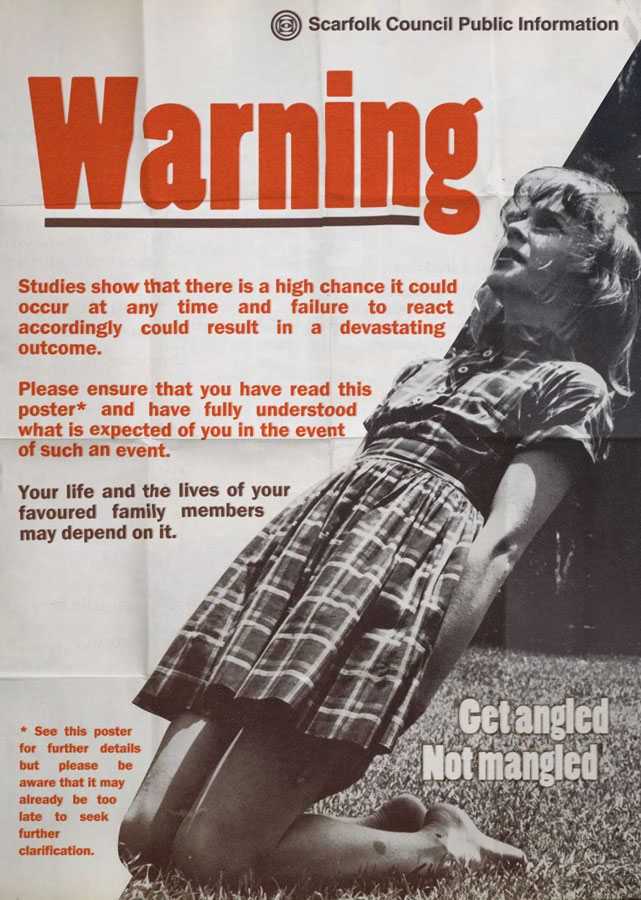 Scarfolk Council Public Information
Warning
Studies show that there is a high chance it could
occur at any time and failure to react
accordingly could result in a devastating
outcome.
Please ensure that you have read this
poster* and have fully understood
what is expected of you in the event
of such an event.
Your life and the lives of your
favoured family members
may depend on it.
* See this poster
for further details
but please be
aware that it may
already be too
late to seek
further
clarification.
Get angled
Not mangled